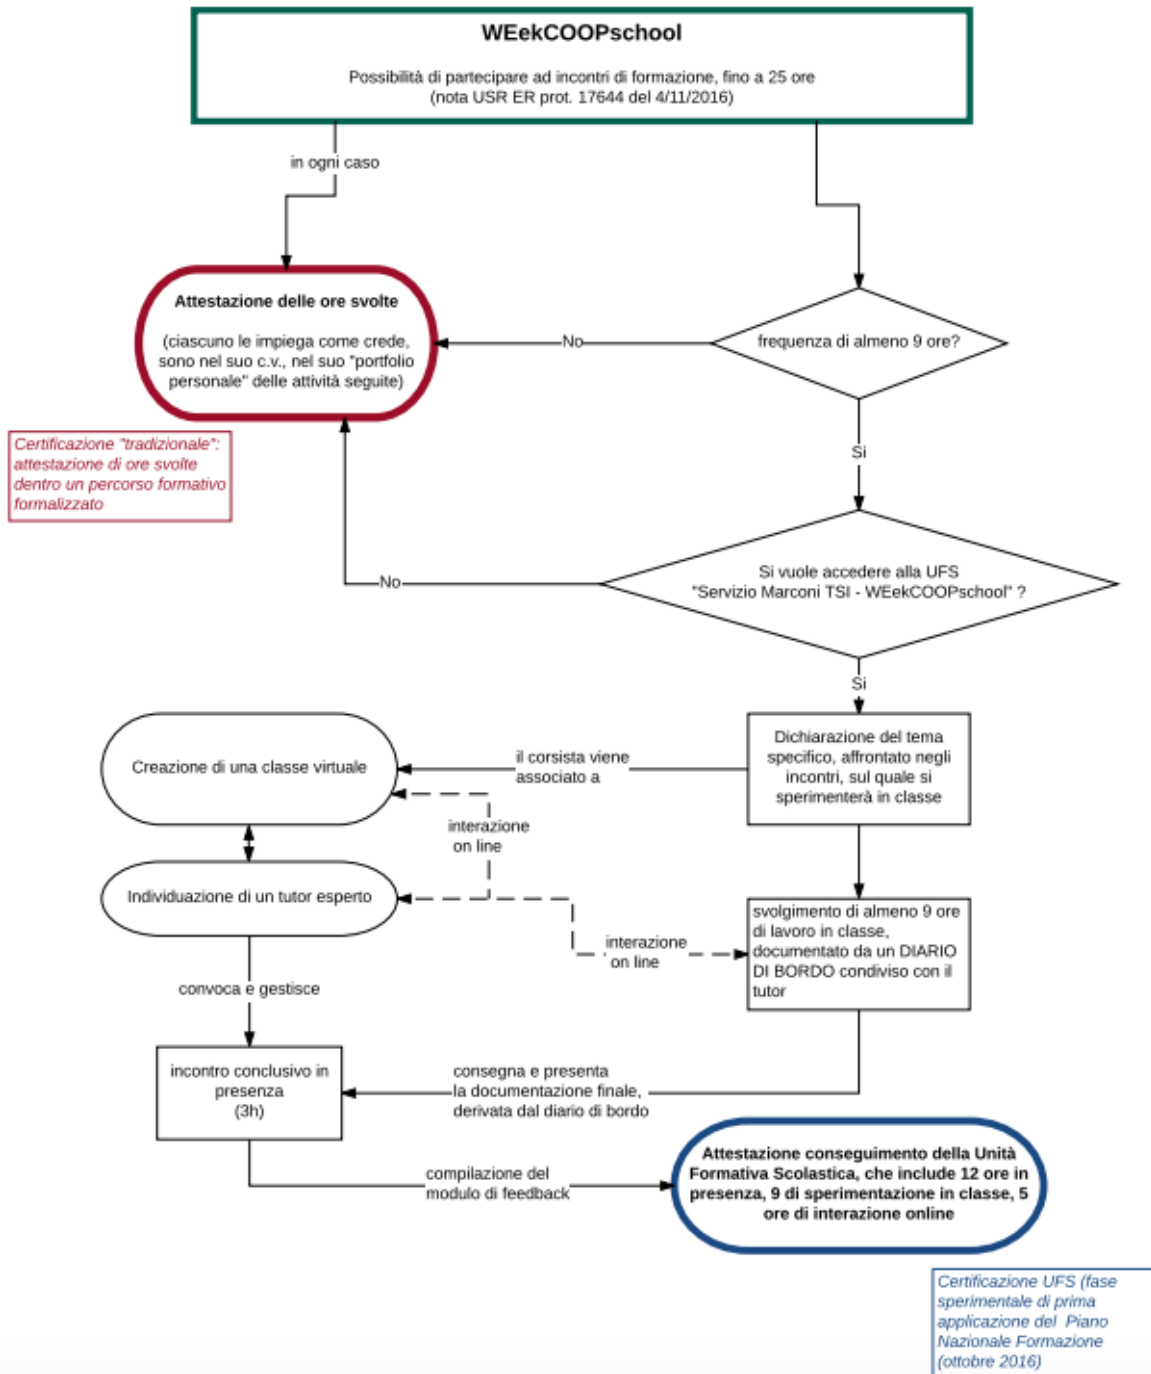 WEekCOOPschool
Possibilità di partecipare ad incontri di formazione, fino a 25 ore
(nota USR ER prot. 17644 del 4/11/2016)
in ogni caso
Attestazione delle ore svolte
(ciascuno le impiega come crede,
sono nel suo c.v., nel suo "portfolio
personale" delle attività seguite)
No
frequenza di almeno 9 ore?
Certificazione "tradizionale":
attestazione di ore svolte
dentro un percorso formativo
formalizzato
Si
No
Si vuole accedere alla UFS
"Servizio Marconi TSI - WEekCOOPschool" ?
Si
Creazione di una classe virtuale
il corsista viene
associato a
Dichiarazione del tema
specifico, affrontato negli
incontri, sul quale si
sperimenterà in classe
interazione
on line
Individuazione di un tutor esperto
interazione
on line
svolgimento di almeno 9 ore
di lavoro in classe,
documentato da un DIARIO
DI BORDO condiviso con il
tutor
convoca e gestisce
incontro conclusivo in
presenza
(3h)
consegna e presenta
la documentazione finale,
derivata dal diario di bordo
compilazione del
modulo di feedback
Attestazione conseguimento della Unità
Formativa Scolastica, che include 12 ore in
presenza, 9 di sperimentazione in classe, 5
ore di interazione online
Certificazione UFS (fase
sperimentale di prima
applicazione del Piano
Nazionale Formazione
(ottobre 2016)